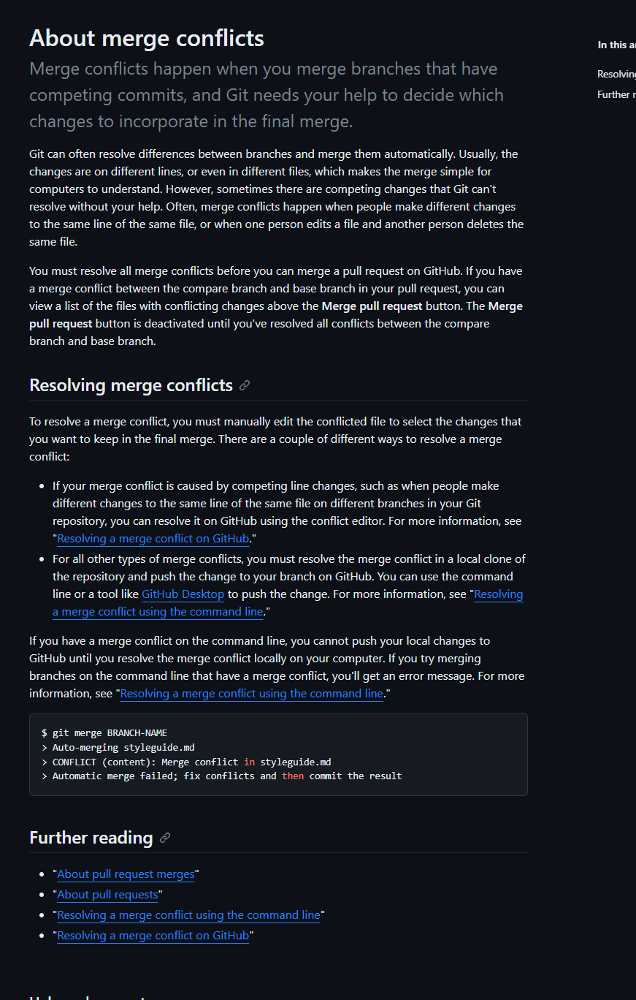 About merge conflicts
Merge conflicts happen when you merge branches that have
competing commits, and Git needs your help to decide which
changes to incorporate in the final merge.
Git can often resolve differences between branches and merge them automatically. Usually, the
changes are on different lines, or even in different files, which makes the merge simple for
computers to understand. However, sometimes there are competing changes that Git can't
resolve without your help. Often, merge conflicts happen when people make different changes
to the same line of the same file, or when one person edits a file and another person deletes the
same file.
You must resolve all merge conflicts before you can merge a pull request on GitHub. If you have
a merge conflict between the compare branch and base branch in your pull request, you can
view a list of the files with conflicting changes above the Merge pull request button. The Merge
pull request button is deactivated until you've resolved all conflicts between the compare
branch and base branch.
Resolving merge conflicts
To resolve a merge conflict, you must manually edit the conflicted file to select the changes that
you want to keep in the final merge. There are a couple of different ways to resolve a merge
conflict:
• If your merge conflict is caused by competing line changes, such as when people make
different changes to the same line of the same file on different branches in your Git
repository, you can resolve it on GitHub using the conflict editor. For more information, see
"Resolving a merge conflict on GitHub."
• For all other types of merge conflicts, you must resolve the merge conflict in a local clone of
the repository and push the change to your branch on GitHub. You can use the command
line or a tool like GitHub Desktop to push the change. For more information, see "Resolving
a merge conflict using the command line."
If you have a merge conflict on the command line, you cannot push your local changes to
GitHub until you resolve the merge conflict locally on your computer. If you try merging
branches on the command line that have a merge conflict, you'll get an error message. For more
information, see "Resolving a merge conflict using the command line."
$ git merge BRANCH-NAME
> Auto-merging styleguide.md
> CONFLICT (content): Merge conflict in styleguide.md
> Automatic merge failed; fix conflicts and then commit the result
Further reading
• "About pull request merges"
• "About pull requests"
• "Resolving a merge conflict using the command line"
• "Resolving a merge conflict on GitHub"
In this
Resolving
Further